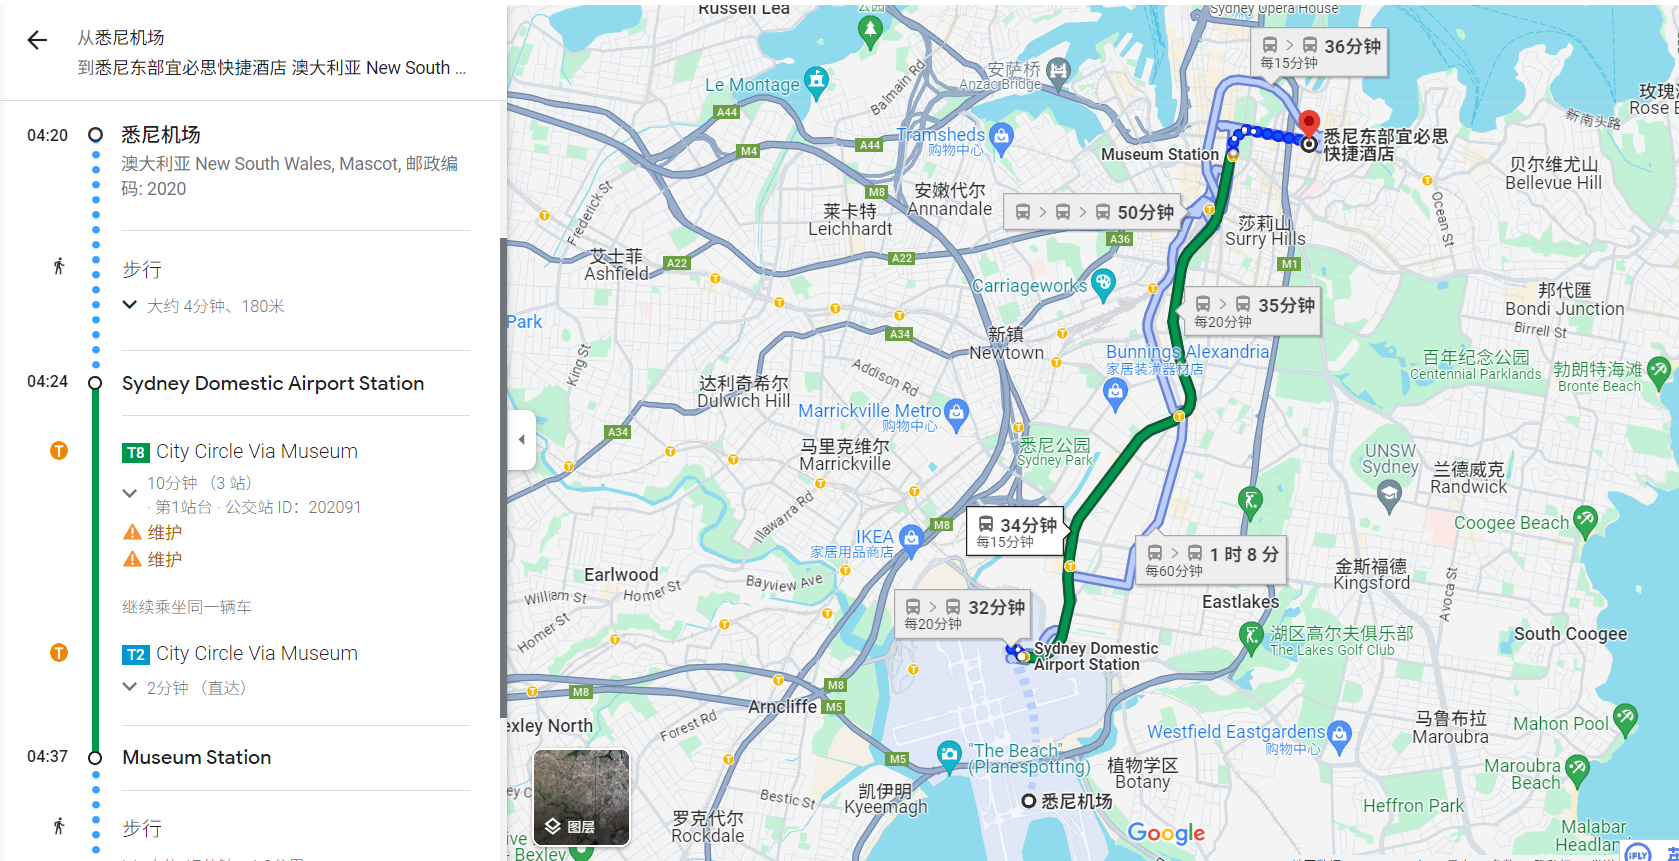 从悉尼机场
到悉尼东部宜必思快捷酒店 澳大利亚 New South ...
04:20
悉尼机场
澳大利亚 New South Wales, Mascot, 邮政编
码: 2020
步行
大约 4分钟、180米
04:24
Sydney Domestic Airport Station
T
T8 City Circle Via Museum
10分钟 （3 站）
· 第1站台 · 公交站 ID：202091
维护
维护
继续乘坐同一辆车
T
T2 City Circle Via Museum
2分钟 （直达）
04:37
Museum Station
步行
Russell Lea
公园
Sydney Opera House
36分钟
每15分钟
安萨桥
Anzac Bridge
Le Montage
Balmain Rd
A44
玫瑰
Rose
新南头路
Tramsheds
购物中心
A44
M4
Museum Station
悉尼东部宜必思
快捷酒店
贝尔维尤山
Bellevue Hill
M8
安嫩代尔
Annandale
50分钟
Frederick St
莱卡特
Leichhardt
莎莉山
Surry Hills
Ocean St
A36
艾士菲
Ashfield
A22
A22
M1
Carriageworks
邦代匯
Bondi Junction
Birrell St
35分钟
每20分钟
Park
A34
新镇
Newtown
King St
Addison Rd
Bunnings Alexandria
家居装潢器材店
百年纪念公园
Centennial Parklands
勃朗特海滩
Bronte Beach
达利奇希尔
Dulwich Hill
Marrickville Metro
购物中心
A34
马里克维尔
Marrickville
悉尼公园
Sydney Park
UNSW
Sydney
兰德威克
Randwick
Illawarra Rd
M8
34分钟
每15分钟
Coogee Beach
IKEA
家居用品商店
1 时 8 分
每60分钟
金斯福德
Kingsford
Earlwood
Bayview Ave
William St
Homer St
Homer St
32分钟
每20分钟
Eastlakes
Avoca St
湖区高尔夫俱乐部
The Lakes Golf Club
South Coogee
Sydney Domestic
Airport Station
M8
M8
Arncliffe
M5
exley North
Forest Rd
马鲁布拉
Maroubra
Mahon Pool
Westfield Eastgardens
购物中心
M5
"The Beach"
(Planespotting)
植物学区
Botany
Maroubra
Beach
凯伊明
Kyeemagh
悉尼机场
Bestic St
罗克代尔
Rockdale
Heffron Park
Google
Malabar
Headlan
图层
ive
Bexley
iFLY
英